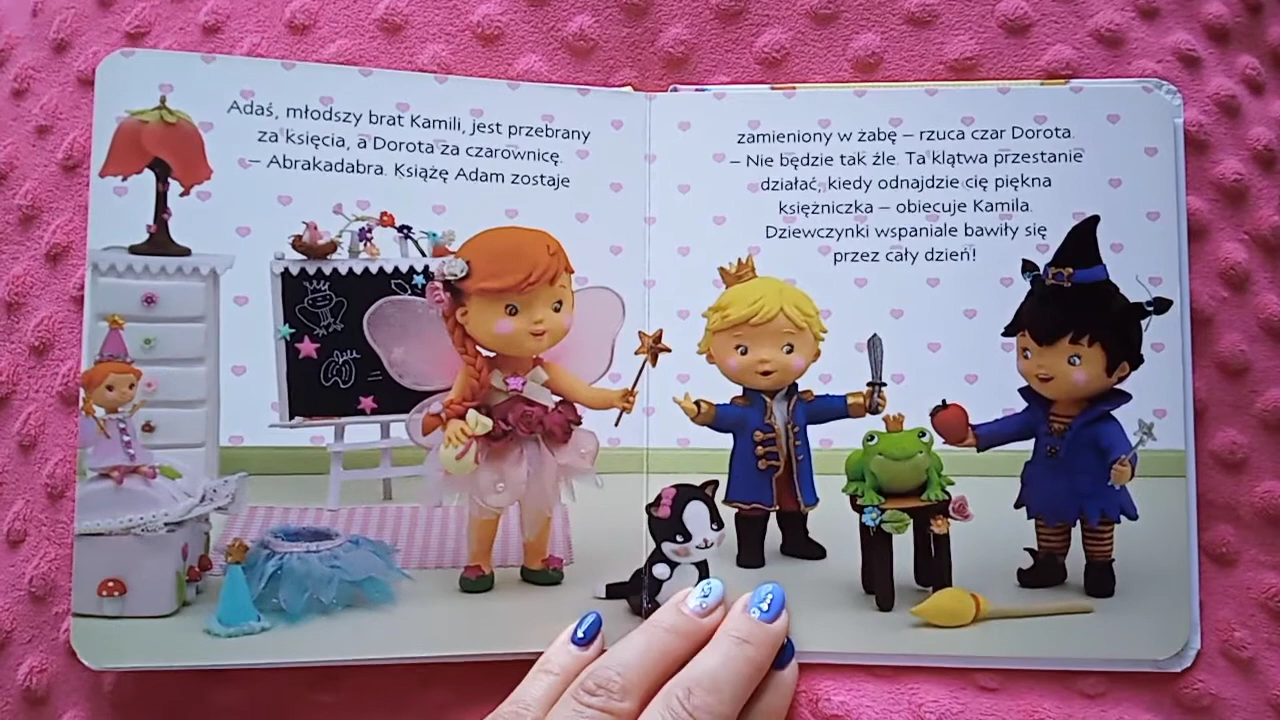 Adaś, młodszy brat Kamili, jest przebrany
za księcia, a Dorota za czarownicę.
– Abrakadabra. Książę Adam zostaje
zamieniony w żabę – rzuca czar Dorota.
– Nie będzie tak źle. Ta klątwa przestanie
działać, kiedy odnajdzie cię piękna
księżniczka – obiecuje Kamila.
Dziewczynki wspaniale bawiły się
przez cały dzień!